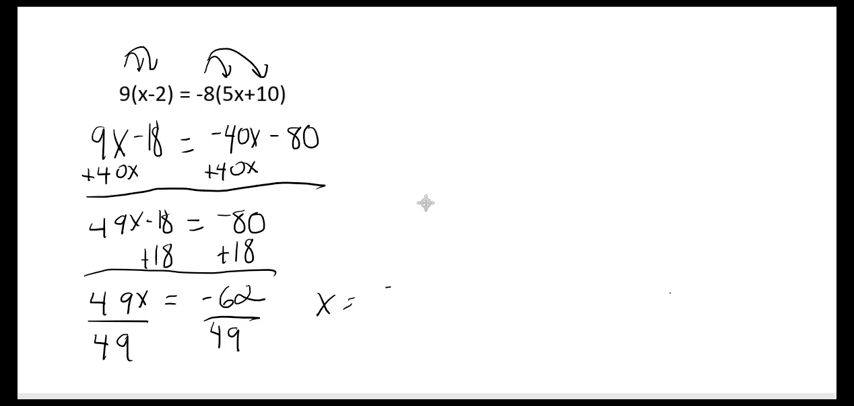 9(x-2) = -8(5x+10)
9x-18 = -40x-80
+40x +40x
49x-18 = -80
+18 +18
49x = -62 x = -
49 49